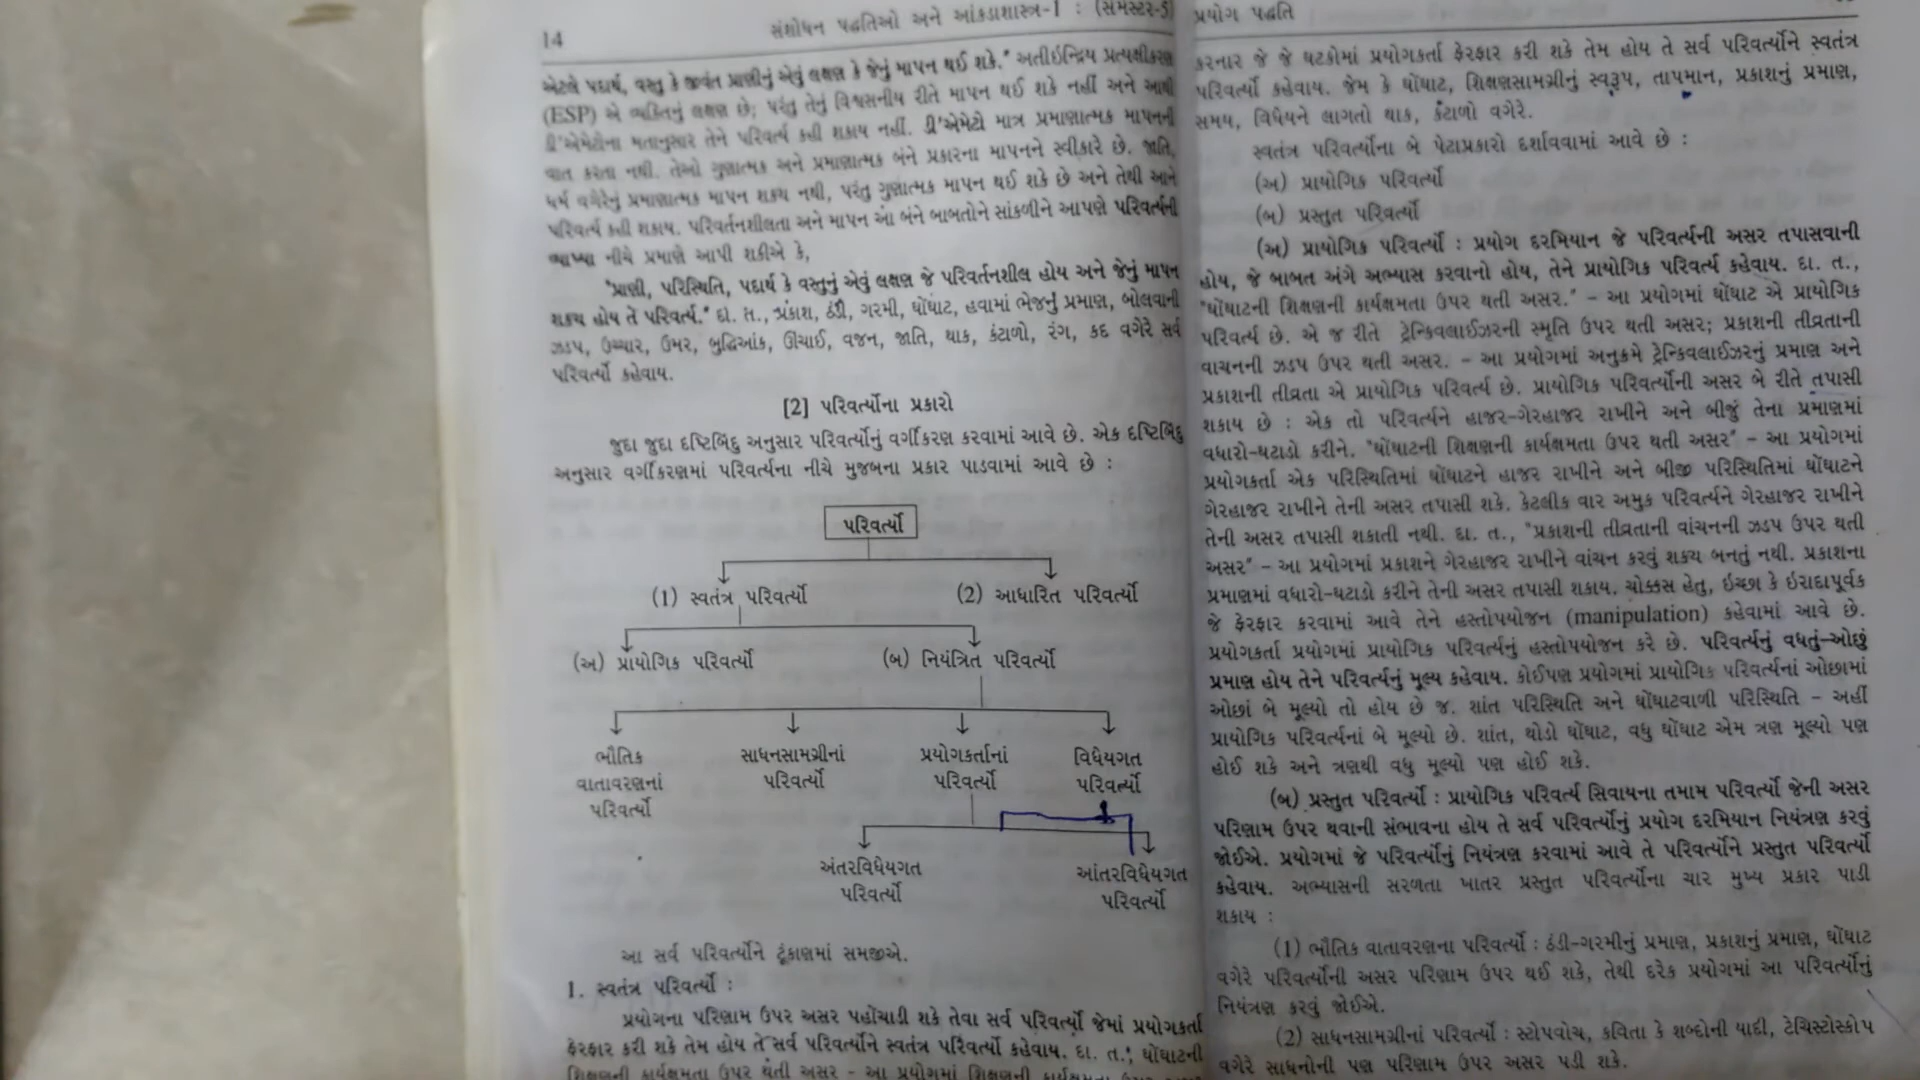 14
સંશોધન પદ્ધતિઓ અને આંકડાશાસ્ત્ર-1 : (સેમેસ્ટર-5)
એટલે પદાર્થ, વસ્તુ કે જીવંત પ્રાણીનું એવું લક્ષણ કે જેનું માપન થઈ શકે." અતીઇન્દ્રિય પ્રત્યક્ષીકરણ
(ESP) એ વ્યક્તિનું લક્ષણ છે; પરંતુ તેનું વિશ્વસનીય રીતે માપન થઈ શકે નહીં અને આથી
ડી'એમેટોના મતાનુસાર તેને પરિવર્ત્ય કહી શકાય નહીં. ડી'એમેટો માત્ર પ્રમાણાત્મક માપનની
વાત કરતા નથી. તેઓ ગુણાત્મક અને પ્રમાણાત્મક બંને પ્રકારના માપનને સ્વીકારે છે. જાતિ,
ધર્મ વગેરેનું પ્રમાણાત્મક માપન શક્ય નથી, પરંતુ ગુણાત્મક માપન થઈ શકે છે અને તેથી આને
પરિવર્ત્ય કહી શકાય. પરિવર્તનશીલતા અને માપન આ બંને બાબતોને સાંકળીને આપણે પરિવર્ત્યની
વ્યાખ્યા નીચે પ્રમાણે આપી શકીએ કે,
"પ્રાણી, પરિસ્થિતિ, પદાર્થ કે વસ્તુનું એવું લક્ષણ જે પરિવર્તનશીલ હોય અને જેનું માપન
શક્ય હોય તે પરિવર્ત્ય." દા. ત., પ્રકાશ, ઠંડી, ગરમી, ઘોંઘાટ, હવામાં ભેજનું પ્રમાણ, બોલવાની
ઝડપ, ઉચ્ચાર, ઉંમર, બુદ્ધિઆંક, ઊંચાઈ, વજન, જાતિ, થાક, કંટાળો, રંગ, કદ વગેરે સર્વ
પરિવર્ત્યો કહેવાય.
[2] પરિવર્ત્યોના પ્રકારો
જુદા જુદા દૃષ્ટિબિંદુ અનુસાર પરિવર્ત્યોનું વર્ગીકરણ કરવામાં આવે છે. એક દૃષ્ટિબિંદુ
અનુસાર વર્ગીકરણમાં પરિવર્ત્યના નીચે મુજબના પ્રકાર પાડવામાં આવે છે :
પરિવર્ત્યો
(1) સ્વતંત્ર પરિવર્ત્યો (2) આધારિત પરિવર્ત્યો
(અ) પ્રાયોગિક પરિવર્ત્યો (બ) નિયંત્રિત પરિવર્ત્યો
ભૌતિક સાધનસામગ્રીનાં પ્રયોગકર્તાનાં વિધેયગત
વાતાવરણનાં પરિવર્ત્યો પરિવર્ત્યો પરિવર્ત્યો
પરિવર્ત્યો
અંતરવિધેયગત આંતરવિધેયગત
પરિવર્ત્યો પરિવર્ત્યો
આ સર્વ પરિવર્ત્યોને ટૂંકાણમાં સમજીએ.
1. સ્વતંત્ર પરિવર્ત્યો :
પ્રયોગના પરિણામ ઉપર અસર પહોંચાડી શકે તેવા સર્વ પરિવર્ત્યો જેમાં પ્રયોગકર્તા
ફેરફાર કરી શકે તેમ હોય તે સર્વ પરિવર્ત્યોને સ્વતંત્ર પરિવર્ત્યો કહેવાય. દા. ત., ઘોંઘાટની
શિક્ષણની કાર્યક્ષમતા ઉપર થતી અસર - આ પ્રયોગમાં શિક્ષણની કાર્યક્ષમતા ઉપર
પ્રયોગ પદ્ધતિ
કરનાર જે જે ઘટકોમાં પ્રયોગકર્તા ફેરફાર કરી શકે તેમ હોય તે સર્વ પરિવર્ત્યોને સ્વતંત્ર
પરિવર્ત્યો કહેવાય. જેમ કે ઘોંઘાટ, શિક્ષણસામગ્રીનું સ્વરૂપ, તાપમાન, પ્રકાશનું પ્રમાણ,
સમય, વિધેયને લાગતો થાક, કંટાળો વગેરે.
સ્વતંત્ર પરિવર્ત્યોના બે પેટાપ્રકારો દર્શાવવામાં આવે છે :
(અ) પ્રાયોગિક પરિવર્ત્યો
(બ) પ્રસ્તુત પરિવર્ત્યો
(અ) પ્રાયોગિક પરિવર્ત્યો : પ્રયોગ દરમિયાન જે પરિવર્ત્યની અસર તપાસવાની
હોય, જે બાબત અંગે અભ્યાસ કરવાનો હોય, તેને પ્રાયોગિક પરિવર્ત્ય કહેવાય. દા. ત.,
"ઘોંઘાટની શિક્ષણની કાર્યક્ષમતા ઉપર થતી અસર." – આ પ્રયોગમાં ઘોંઘાટ એ પ્રાયોગિક
પરિવર્ત્ય છે. એ જ રીતે ટ્રેન્કિવલાઈઝરની સ્મૃતિ ઉપર થતી અસર; પ્રકાશની તીવ્રતાની
વાચનની ઝડપ ઉપર થતી અસર. – આ પ્રયોગમાં અનુક્રમે ટ્રેન્કિવલાઈઝરનું પ્રમાણ અને
પ્રકાશની તીવ્રતા એ પ્રાયોગિક પરિવર્ત્ય છે. પ્રાયોગિક પરિવર્ત્યોની અસર બે રીતે તપાસી
શકાય છે : એક તો પરિવર્ત્યને હાજર-ગેરહાજર રાખીને અને બીજું તેના પ્રમાણમાં
વધારો-ઘટાડો કરીને. "ઘોંઘાટની શિક્ષણની કાર્યક્ષમતા ઉપર થતી અસર" – આ પ્રયોગમાં
પ્રયોગકર્તા એક પરિસ્થિતિમાં ઘોંઘાટને હાજર રાખીને અને બીજી પરિસ્થિતિમાં ઘોંઘાટને
ગેરહાજર રાખીને તેની અસર તપાસી શકે. કેટલીક વાર અમુક પરિવર્ત્યને ગેરહાજર રાખીને
તેની અસર તપાસી શકાતી નથી. દા. ત., "પ્રકાશની તીવ્રતાની વાંચનની ઝડપ ઉપર થતી
અસર" – આ પ્રયોગમાં પ્રકાશને ગેરહાજર રાખીને વાંચન કરવું શક્ય બનતું નથી. પ્રકાશના
પ્રમાણમાં વધારો-ઘટાડો કરીને તેની અસર તપાસી શકાય. ચોક્કસ હેતુ, ઇચ્છા કે ઇરાદાપૂર્વક
જે ફેરફાર કરવામાં આવે તેને હસ્તોપયોજન (manipulation) કહેવામાં આવે છે.
પ્રયોગકર્તા પ્રયોગમાં પ્રાયોગિક પરિવર્ત્યનું હસ્તોપયોજન કરે છે. પરિવર્ત્યનું વધતું-ઓછું
પ્રમાણ હોય તેને પરિવર્ત્યનું મૂલ્ય કહેવાય. કોઈપણ પ્રયોગમાં પ્રાયોગિક પરિવર્ત્યનાં ઓછામાં
ઓછાં બે મૂલ્યો તો હોય છે જ. શાંત પરિસ્થિતિ અને ઘોંઘાટવાળી પરિસ્થિતિ – અહીં
પ્રાયોગિક પરિવર્ત્યનાં બે મૂલ્યો છે. શાંત, થોડો ઘોંઘાટ, વધુ ઘોંઘાટ એમ ત્રણ મૂલ્યો પણ
હોઈ શકે અને ત્રણથી વધુ મૂલ્યો પણ હોઈ શકે.
(બ) પ્રસ્તુત પરિવર્ત્યો : પ્રાયોગિક પરિવર્ત્ય સિવાયના તમામ પરિવર્ત્યો જેની અસર
પરિણામ ઉપર થવાની સંભાવના હોય તે સર્વ પરિવર્ત્યોનું પ્રયોગ દરમિયાન નિયંત્રણ કરવું
જોઈએ. પ્રયોગમાં જે પરિવર્ત્યોનું નિયંત્રણ કરવામાં આવે તે પરિવર્ત્યોને પ્રસ્તુત પરિવર્ત્યો
કહેવાય. અભ્યાસની સરળતા ખાતર પ્રસ્તુત પરિવર્ત્યોના ચાર મુખ્ય પ્રકાર પાડી
શકાય :
(1) ભૌતિક વાતાવરણના પરિવર્ત્યો : ઠંડી-ગરમીનું પ્રમાણ, પ્રકાશનું પ્રમાણ, ઘોંઘાટ
વગેરે પરિવર્ત્યોની અસર પરિણામ ઉપર થઈ શકે, તેથી દરેક પ્રયોગમાં આ પરિવર્ત્યોનું
નિયંત્રણ કરવું જોઈએ.
(2) સાધનસામગ્રીનાં પરિવર્ત્યો : સ્ટોપવોચ, કવિતા કે શબ્દોની યાદી, ટેચિસ્ટોસ્કોપ
વગેરે સાધનોની પણ પરિણામ ઉપર અસર પડી શકે.